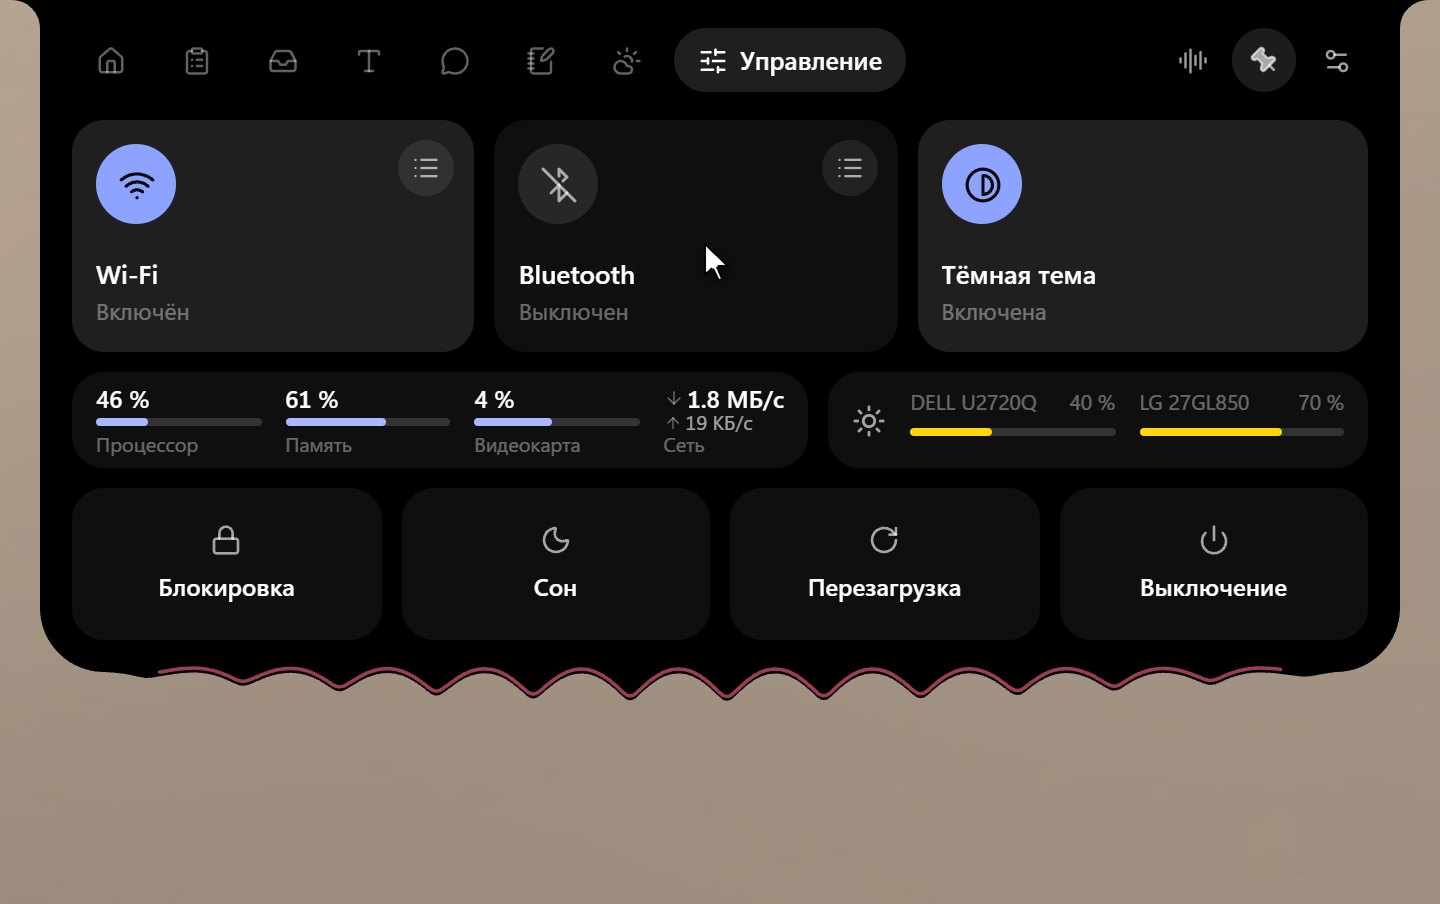 Управление
Wi-Fi
Включён
Bluetooth
Выключен
Тёмная тема
Включена
46 %
Процессор
61 %
Память
4 %
Видеокарта
↓ 1.8 МБ/с
↑ 19 КБ/с
Сеть
DELL U2720Q 40 %
LG 27GL850 70 %
Блокировка
Сон
Перезагрузка
Выключение